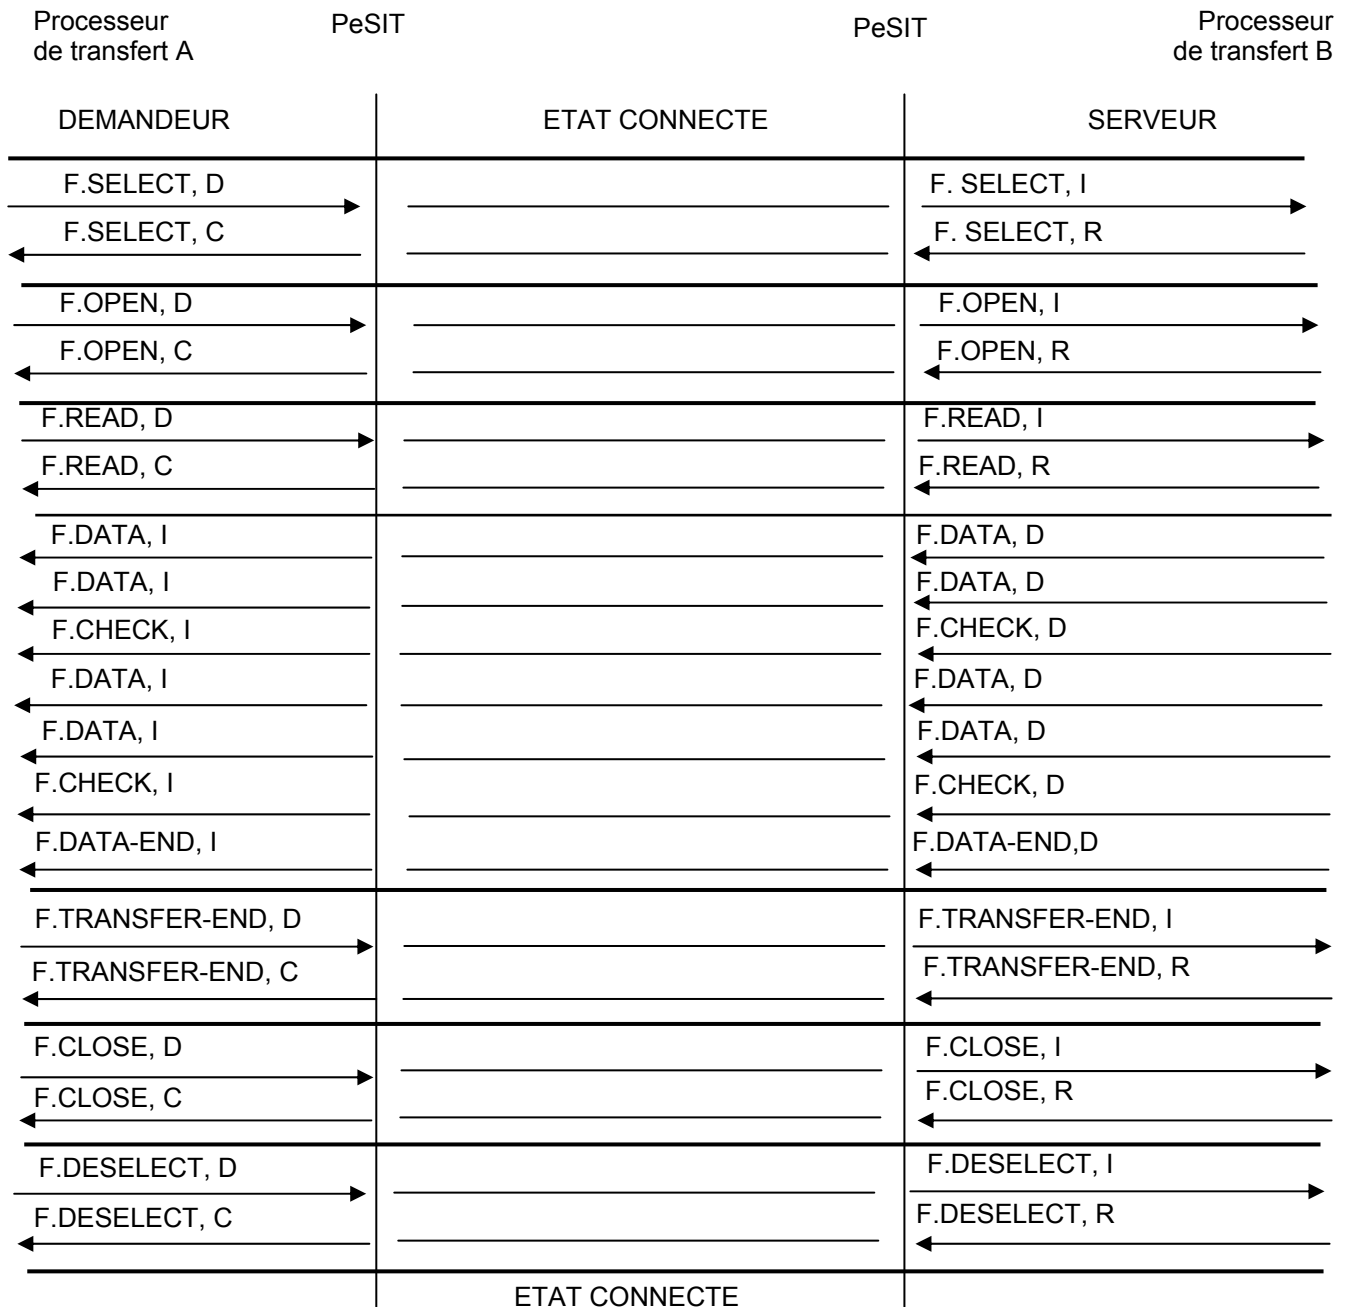 Processeur
de transfert A
PeSIT
PeSIT
Processeur
de transfert B
DEMANDEUR
ETAT CONNECTE
SERVEUR
F.SELECT, D
F. SELECT, I
F.SELECT, C
F. SELECT, R
F.OPEN, D
F.OPEN, I
F.OPEN, C
F.OPEN, R
F.READ, D
F.READ, I
F.READ, C
F.READ, R
F.DATA, I
F.DATA, D
F.DATA, I
F.DATA, D
F.CHECK, I
F.CHECK, D
F.DATA, I
F.DATA, D
F.DATA, I
F.DATA, D
F.CHECK, I
F.CHECK, D
F.DATA-END, I
F.DATA-END,D
F.TRANSFER-END, D
F.TRANSFER-END, I
F.TRANSFER-END, C
F.TRANSFER-END, R
F.CLOSE, D
F.CLOSE, I
F.CLOSE, C
F.CLOSE, R
F.DESELECT, D
F.DESELECT, I
F.DESELECT, C
F.DESELECT, R
ETAT CONNECTE